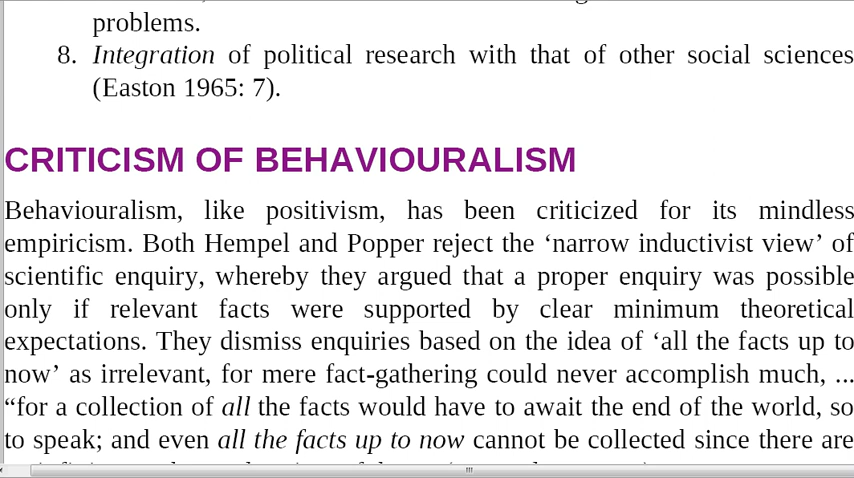 problems.
8. Integration of political research with that of other social sciences
(Easton 1965: 7).
CRITICISM OF BEHAVIOURALISM
Behaviouralism, like positivism, has been criticized for its mindless
empiricism. Both Hempel and Popper reject the ‘narrow inductivist view’ of
scientific enquiry, whereby they argued that a proper enquiry was possible
only if relevant facts were supported by clear minimum theoretical
expectations. They dismiss enquiries based on the idea of ‘all the facts up to
now’ as irrelevant, for mere fact-gathering could never accomplish much, ...
“for a collection of all the facts would have to await the end of the world, so
to speak; and even all the facts up to now cannot be collected since there are